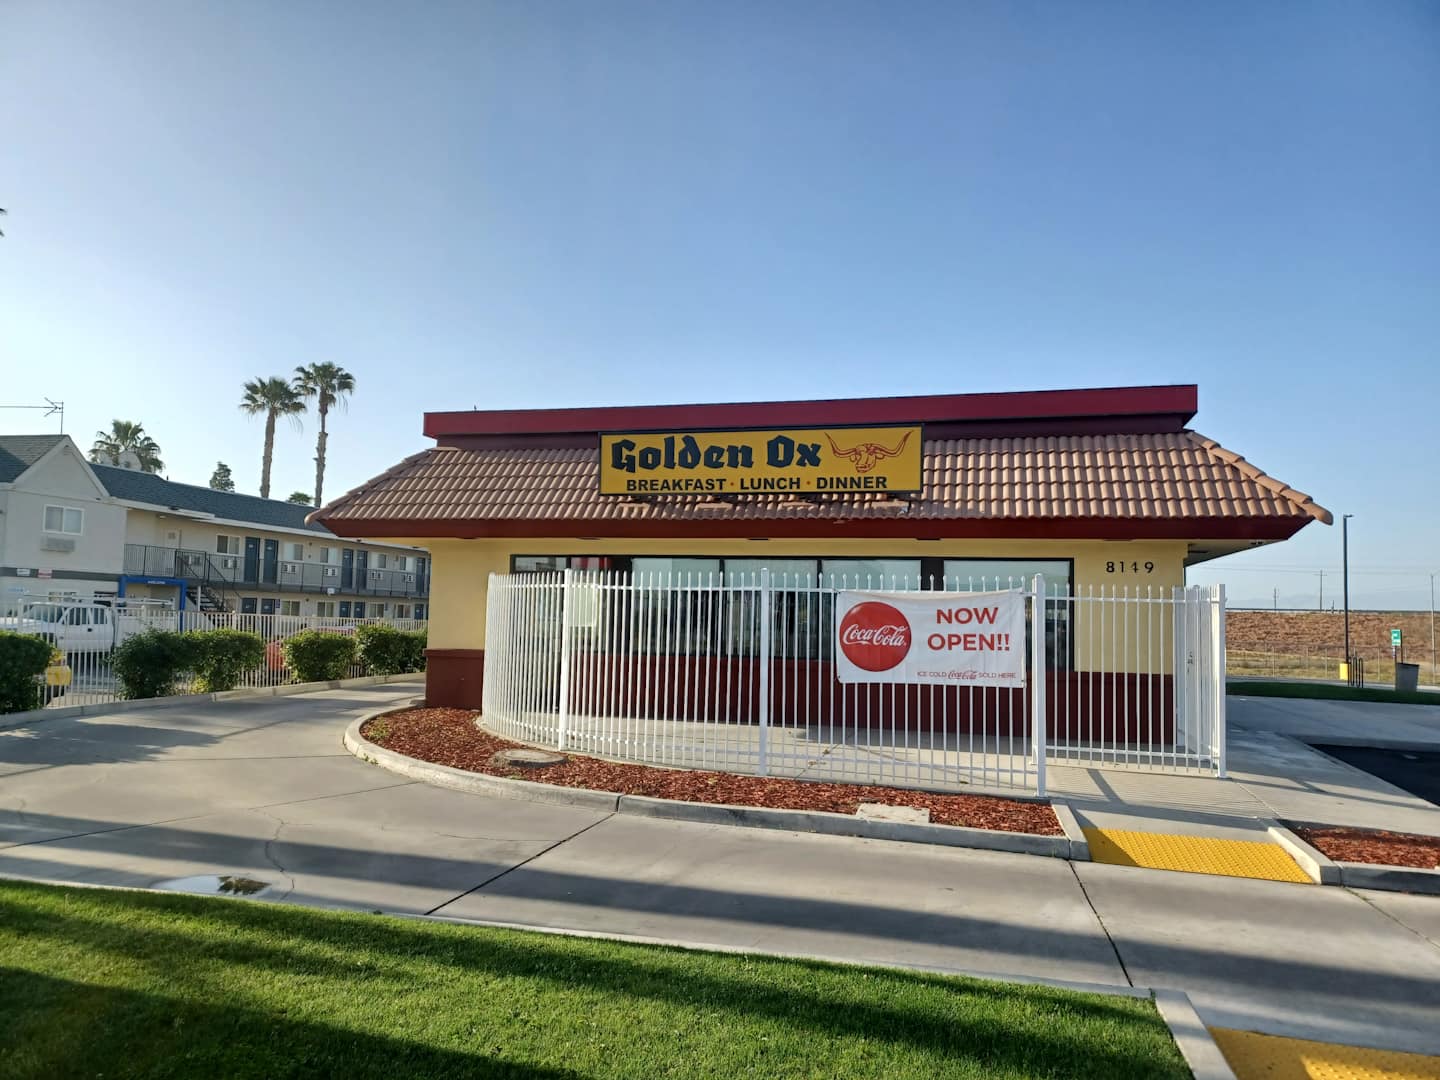 Golden Ox
BREAKFAST • LUNCH • DINNER
8149
Coca-Cola
NOW
OPEN!!
ICE COLD Coca-Cola SOLD HERE